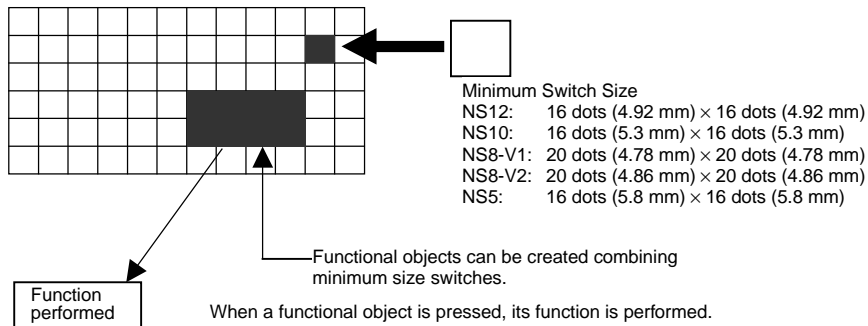 Minimum Switch Size
NS12: 16 dots (4.92 mm) × 16 dots (4.92 mm)
NS10: 16 dots (5.3 mm) × 16 dots (5.3 mm)
NS8-V1: 20 dots (4.78 mm) × 20 dots (4.78 mm)
NS8-V2: 20 dots (4.86 mm) × 20 dots (4.86 mm)
NS5: 16 dots (5.8 mm) × 16 dots (5.8 mm)
Functional objects can be created combining
minimum size switches.
Function
performed
When a functional object is pressed, its function is performed.